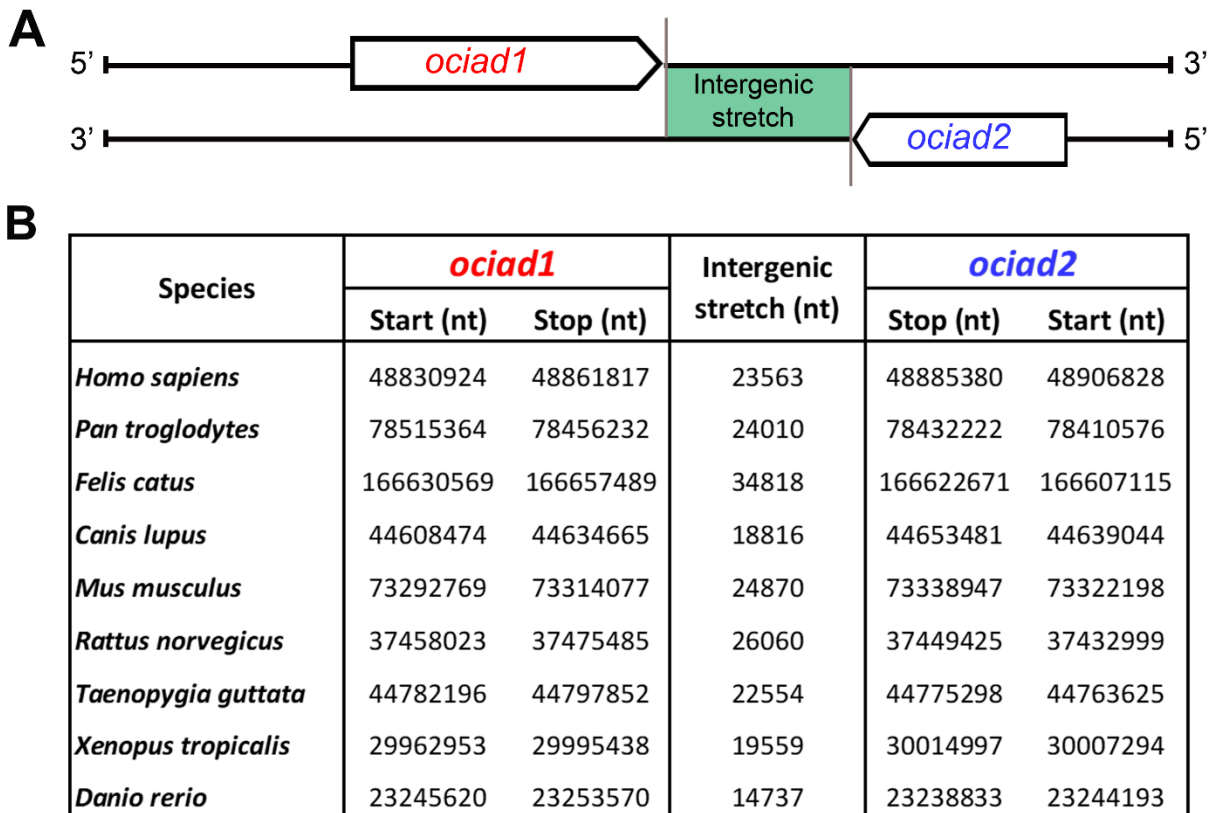 A
5’ ociad1 3’
Intergenic
stretch
3’ ociad2 5’
B
Species ociad1 Intergenic stretch (nt) ociad2
Start (nt) Stop (nt) Stop (nt) Start (nt)
Homo sapiens 48830924 48861817 23563 48885380 48906828
Pan troglodytes 78515364 78456232 24010 78432222 78410576
Felis catus 166630569 166657489 34818 166622671 166607115
Canis lupus 44608474 44634665 18816 44653481 44639044
Mus musculus 73292769 73314077 24870 73338947 73322198
Rattus norvegicus 37458023 37475485 26060 37449425 37432999
Taenopygia guttata 44782196 44797852 22554 44775298 44763625
Xenopus tropicalis 29962953 29995438 19559 30014997 30007294
Danio rerio 23245620 23253570 14737 23238833 23244193